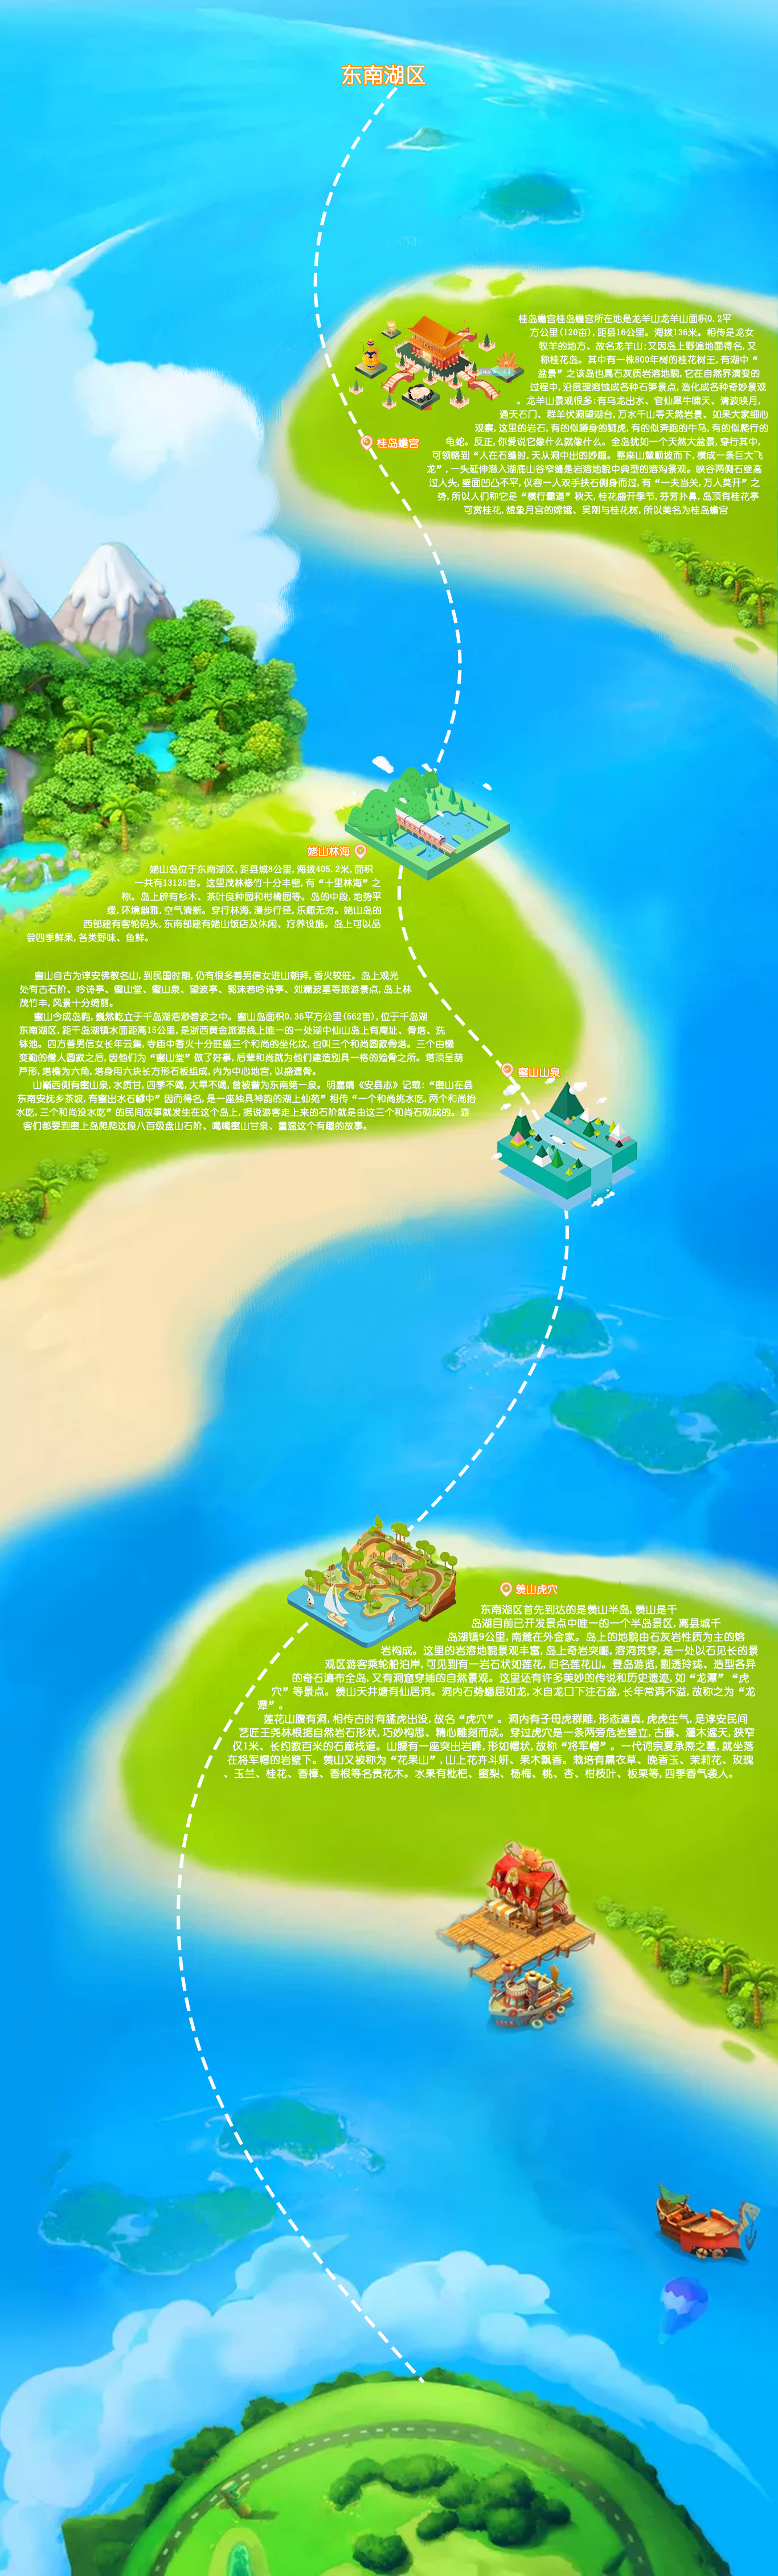 东南湖区
桂岛蟾宫桂岛蟾宫所在地是龙羊山龙羊山面积0.2平
方公里(120亩),距县16公里。海拔136米。相传是龙女
牧羊的地方、故名龙羊山;又因岛上野遍地面得名,又
称桂花岛。其中有一株800年树的桂花树王,有湖中“
盆景”之该岛也属石灰质岩溶地貌,它在自然界演变的
过程中,沿层理溶蚀成各种石笋景点,造化成各种奇妙景观
。龙羊山景观很多:有乌龙出水、官仙犀牛晴天、清波映月,
通天石门、群羊伏洞望湖台,万水千山等天然岩景、如果大家细心
观察,这里的岩石,有的似蹲身的狮虎,有的似奔跑的牛马,有的似爬行的
龟蛇。反正,你爱说它像什么就像什么。全岛犹如一个天然大盆景,穿行其中,
可领略到“人在石缝时,天从洞中出的妙趣。整座山麓顺坡而下,横成一条巨大飞
龙”,一头延伸潜入湖底山谷窄缝是岩溶地貌中典型的溶沟景观。峡谷两侧石壁高
过人头,壁面凹凸不平,仅容一人双手扶石侧身而过,有“一夫当关,万人莫开”之
势,所以人们称它是“横行霸道”秋天,桂花盛开季节,芬芳扑鼻,岛顶有桂花亭
可赏桂花,想象月宫的嫦娥、吴刚与桂花树,所以美名为桂岛蟾宫
桂岛蟾宫
姥山林海
姥山岛位于东南湖区,距县城8公里,海拔405.2米,面积
一共有13125亩。这里茂林修竹十分丰密,有“十里林海”之
称。岛上辟有杉木、茶叶良种园和柑橘园等。岛的中段,地势平
缓,环境幽雅,空气清新。穿行林海,漫步行径,乐趣无穷。姥山岛的
西部建有客轮码头,东南部建有姥山饭店及休闲、疗养设施。岛上可以品
尝四季鲜果,名类野味、鱼鲜。
蜜山自古为淳安佛教名山,到民国时期,仍有很多善男信女进山朝拜,香火较旺。岛上观光
处有古石阶、吟诗亭、蜜山堂、蜜山泉、望波亭、郭沫若吟诗亭、刘澜波墓等旅游景点,岛上林
茂竹丰,风景十分绮丽。
蜜山今成岛屿,巍然屹立于千岛湖浩渺碧波之中。蜜山岛面积0.36平方公里(562亩),位于千岛湖
东南湖区,距千岛湖镇水面距离15公里,是浙西黄金旅游线上唯一的一处湖中仙山岛上有庵址、骨塔、洗
钵池。四方善男信女长年云集,寺庙中香火十分旺盛三个和尚的坐化坟,也叫三个和尚圆寂骨塔。三个由懒
变勤的僧人圆寂之后,因他们为“蜜山堂”做了好事,后辈和尚就为他们建造别具一格的殓骨之所。塔顶呈葫
芦形,塔檐为六角,塔身用六块长方形石板组成,内为中心地宫,以盛遗骨。
山巅西侧有蜜山泉,水质甘,四季不竭,大旱不竭,曾被誉为东南第一泉。明嘉靖《安县志》记载:“蜜山在县
东南安抚乡茶坡,有蜜出水石罅中”因而得名,是一座独具神韵的湖上仙苑”相传“一个和尚挑水吃,两个和尚抬
水吃,三个和尚没水吃”的民间故事就发生在这个岛上,据说游客走上来的石阶就是由这三个和尚石砌成的。游
客们都要到蜜上岛爬爬这段八百级盘山石阶、喝喝蜜山甘泉、重温这个有趣的故事。
蜜山山泉
羡山虎穴
东南湖区首先到达的是羡山半岛,羡山是千
岛湖目前已开发景点中唯一的一个半岛景区,离县城千
岛湖镇9公里,南麓在外金家。岛上的地貌由石灰岩性质为主的熔
岩构成。这里的岩溶地貌景观丰富,岛上奇岩突崛,溶洞贯穿,是一处以石见长的景
观区游客乘轮船泊岸,可见到有一岩石状如莲花,旧名莲花山。登岛游览,剔透玲珑、造型各异
的奇石遍布全岛,又有洞窟穿插的自然景观。这里还有许多美妙的传说和历史遗迹,如“龙潭”“虎
穴”等景点。羡山天井塘有仙居洞。洞内石势蟠屈如龙,水自龙口下注石盆,长年常满不溢,故称之为“龙
潭”。
莲花山腰有洞,相传古时有猛虎出没,故名“虎穴”。洞内有子母虎群雕,形态逼真,虎虎生气,是淳安民间
艺匠王尧林根据自然岩石形状,巧妙构思、精心雕刻而成。穿过虎穴是一条两旁危岩壁立,古藤、灌木遮天,狭窄
仅1米、长约数百米的石廊栈道。山腰有一座突出岩峰,形如帽状,故称“将军帽”。一代词宗夏承焘之墓,就坐落
在将军帽的岩壁下。羡山又被称为“花果山”,山上花卉斗妍、果木飘香。栽培有薰衣草、晚香玉、茉莉花、玫瑰
、玉兰、桂花、香樟、香根等名贵花木。水果有枇杷、蜜梨、杨梅、桃、杏、柑枝叶、板栗等,四季香气袭人。